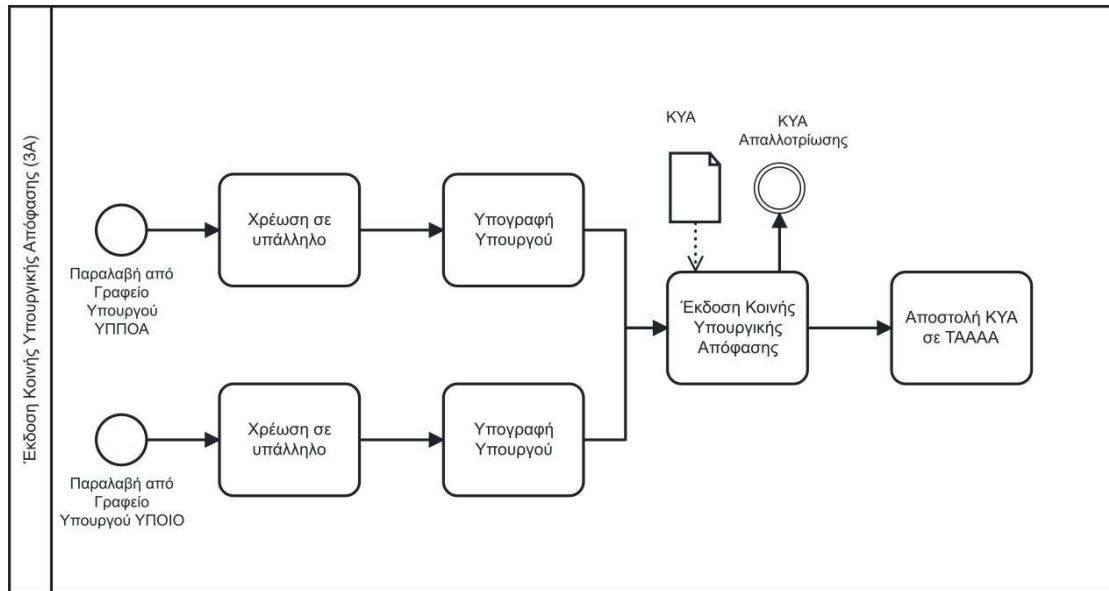 Έκδοση Κοινής Υπουργικής Απόφασης (3Α)
Παραλαβή από
Γραφείο
Υπουργού
ΥΠΠΟΑ
Χρέωση σε
υπάλληλο
Υπογραφή
Υπουργού
Παραλαβή από
Γραφείο
Υπουργού ΥΠΟΙΟ
Χρέωση σε
υπάλληλο
Υπογραφή
Υπουργού
ΚΥΑ
ΚΥΑ
Απαλλοτρίωσης
Έκδοση Κοινής
Υπουργικής
Απόφασης
Αποστολή ΚΥΑ
σε ΤΑΑΑΑ